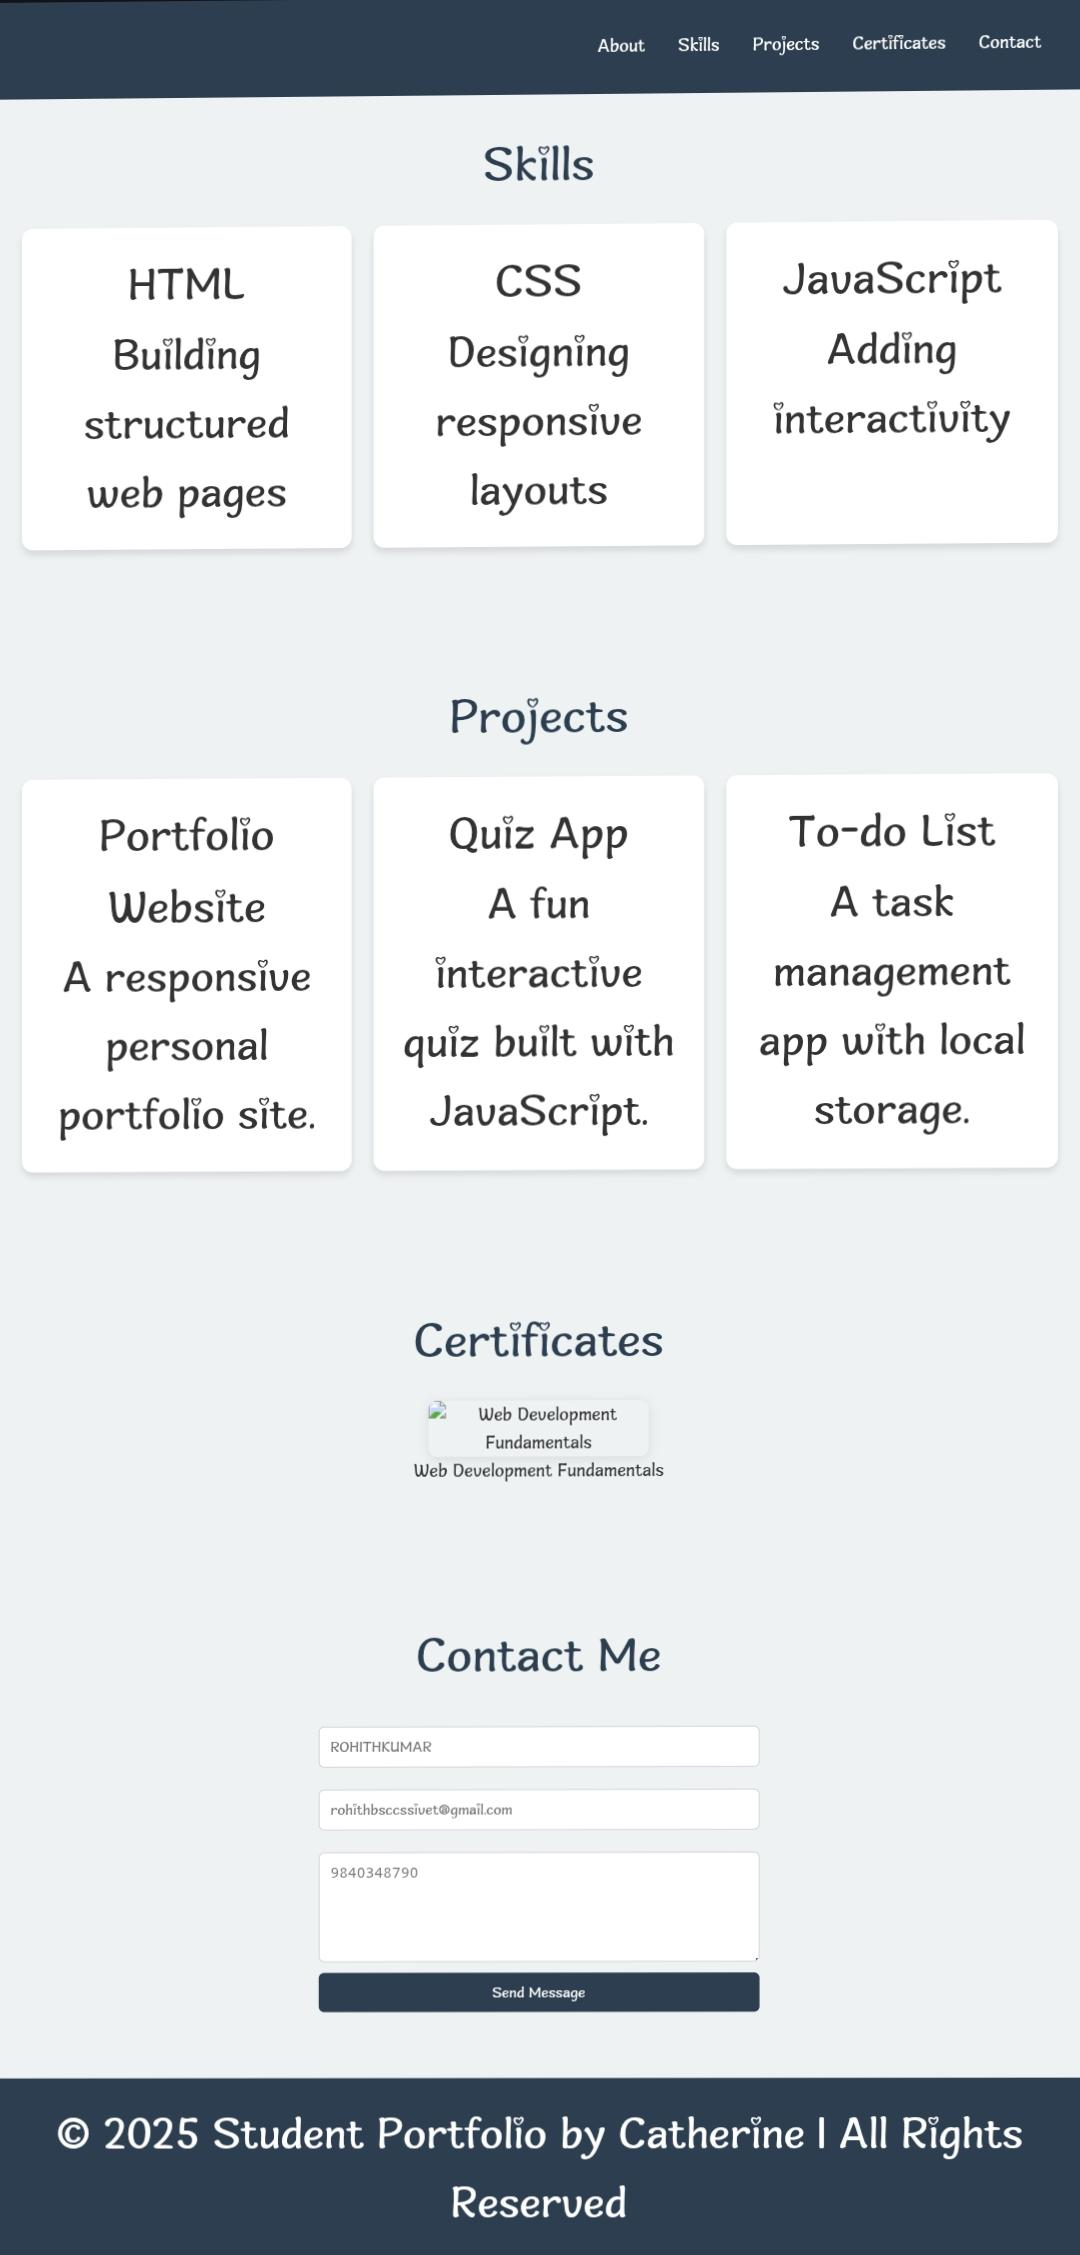 About Skills Projects Certificates Contact
Skills
HTML
Building
structured
web pages
CSS
Designing
responsive
layouts
JavaScript
Adding
interactivity
Projects
Portfolio
Website
A responsive
personal
portfolio site.
Quiz App
A fun
interactive
quiz built with
JavaScript.
To-do List
A task
management
app with local
storage.
Certificates
Web Development
Fundamentals
Web Development Fundamentals
Contact Me
ROHITHKUMAR
rohithbsccssivet@gmail.com
9840348790
Send Message
© 2025 Student Portfolio by Catherine | All Rights
Reserved